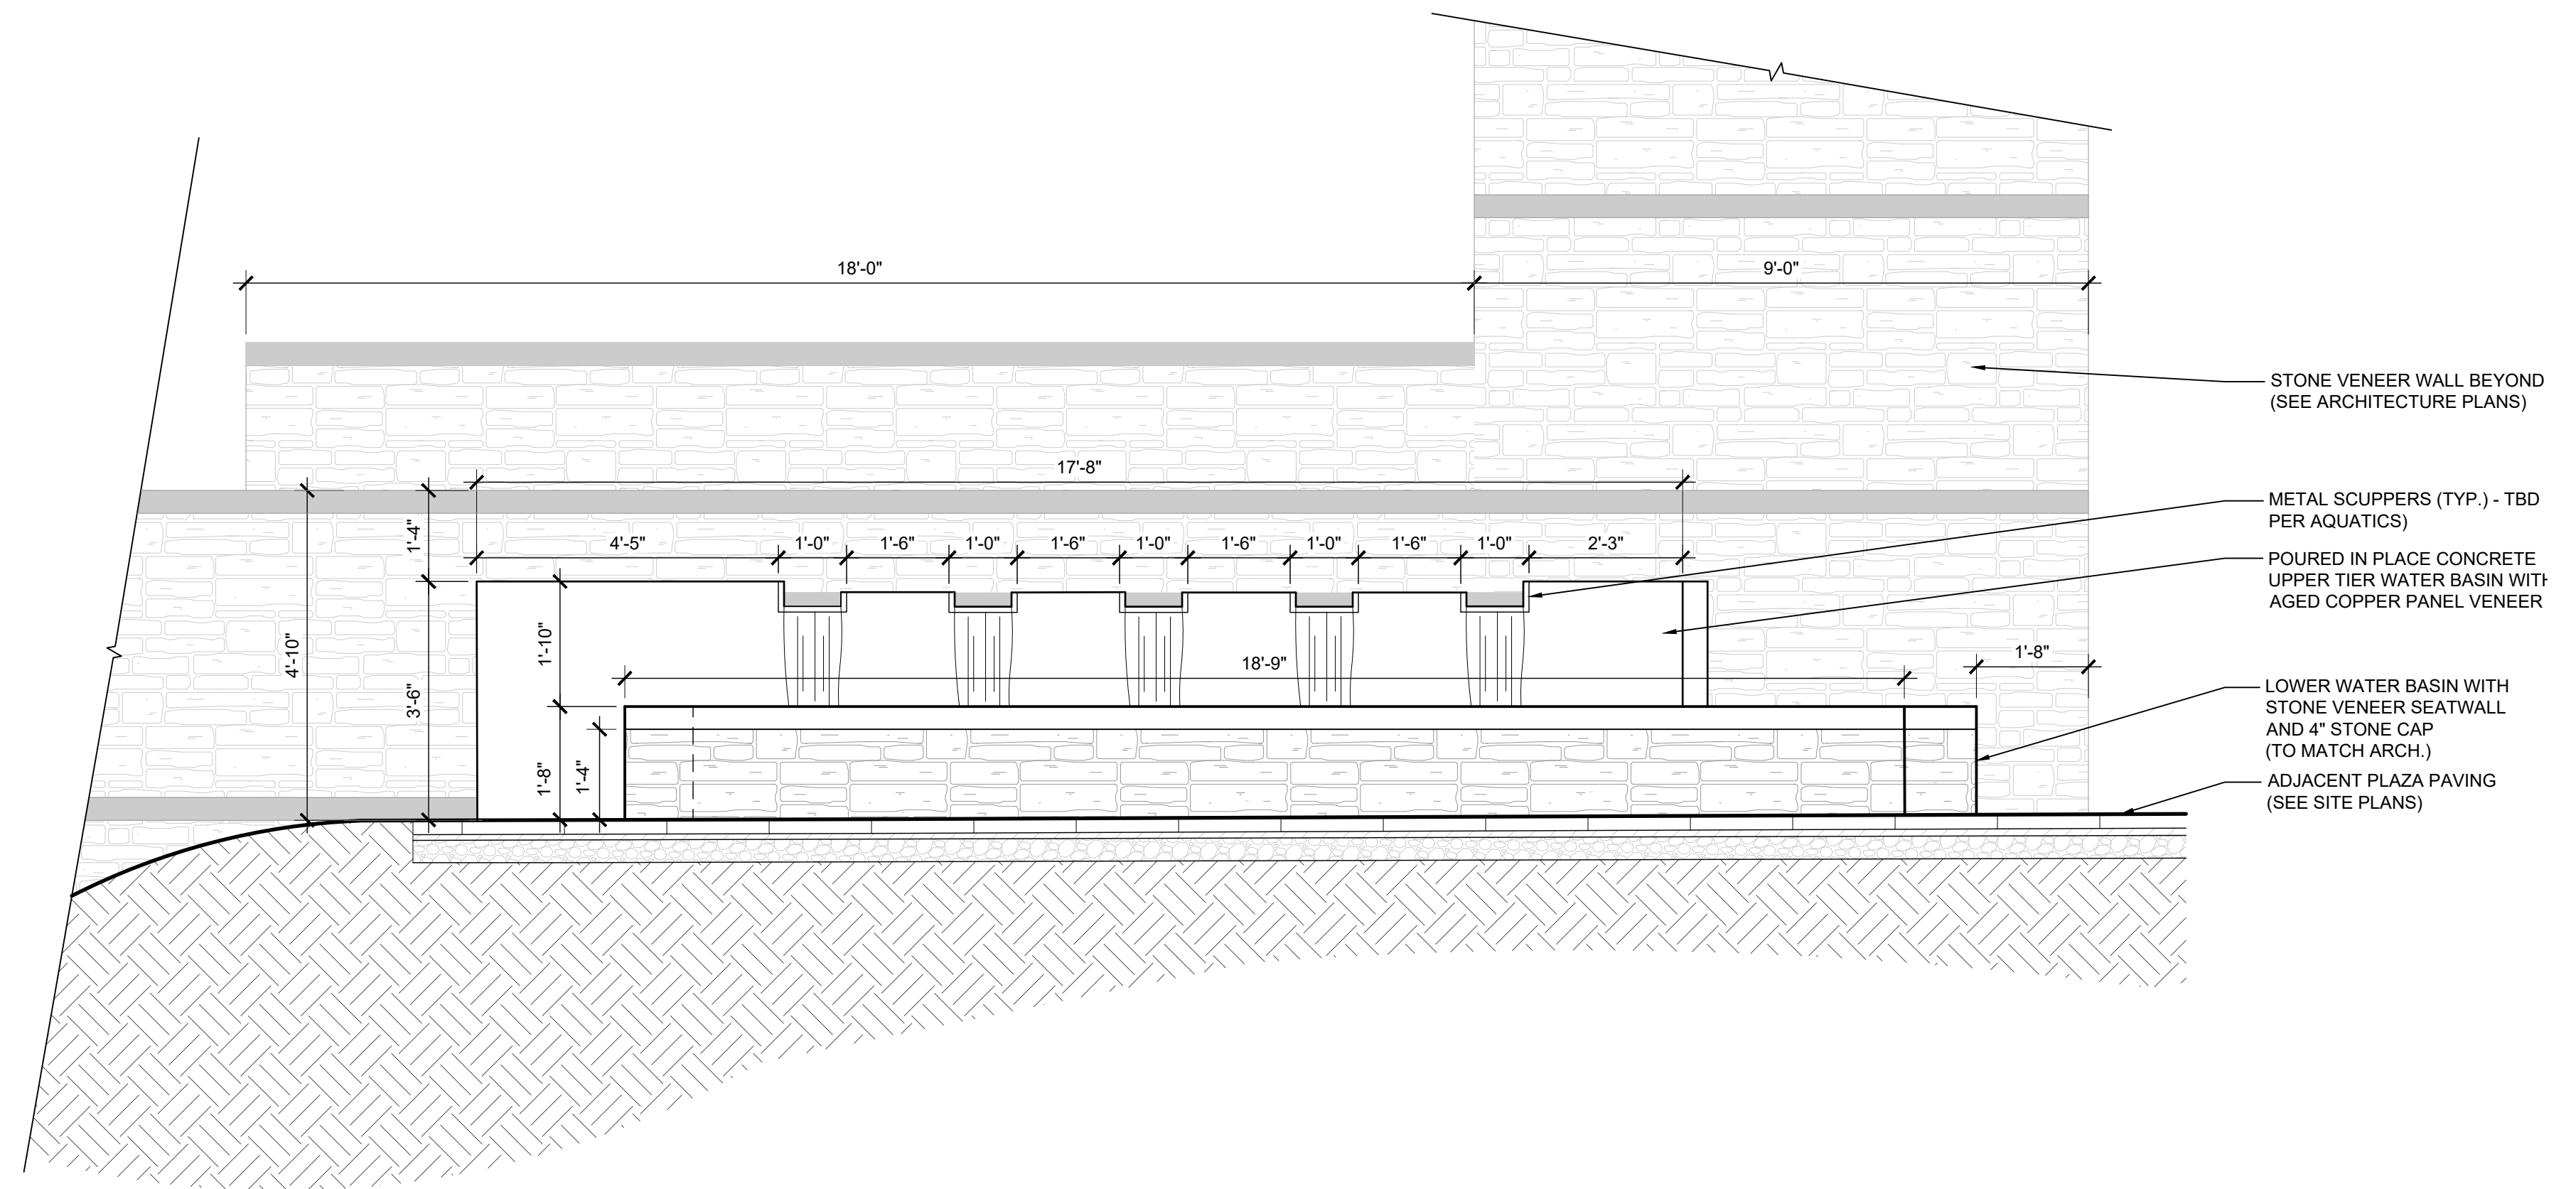 18'-0"
9'-0"
STONE VENEER WALL BEYOND
(SEE ARCHITECTURE PLANS)
17'-8"
METAL SCUPPERS (TYP.) - TBD
PER AQUATICS)
1'-4"
4'-5"
1'-0"
1'-6"
1'-0"
1'-6"
1'-0"
1'-6"
1'-0"
1'-6"
1'-0"
2'-3"
POURED IN PLACE CONCRETE
UPPER TIER WATER BASIN WITH
AGED COPPER PANEL VENEER
4'-10"
3'-6"
1'-10"
18'-9"
1'-8"
LOWER WATER BASIN WITH
STONE VENEER SEATWALL
AND 4" STONE CAP
(TO MATCH ARCH.)
1'-8"
1'-4"
ADJACENT PLAZA PAVING
(SEE SITE PLANS)